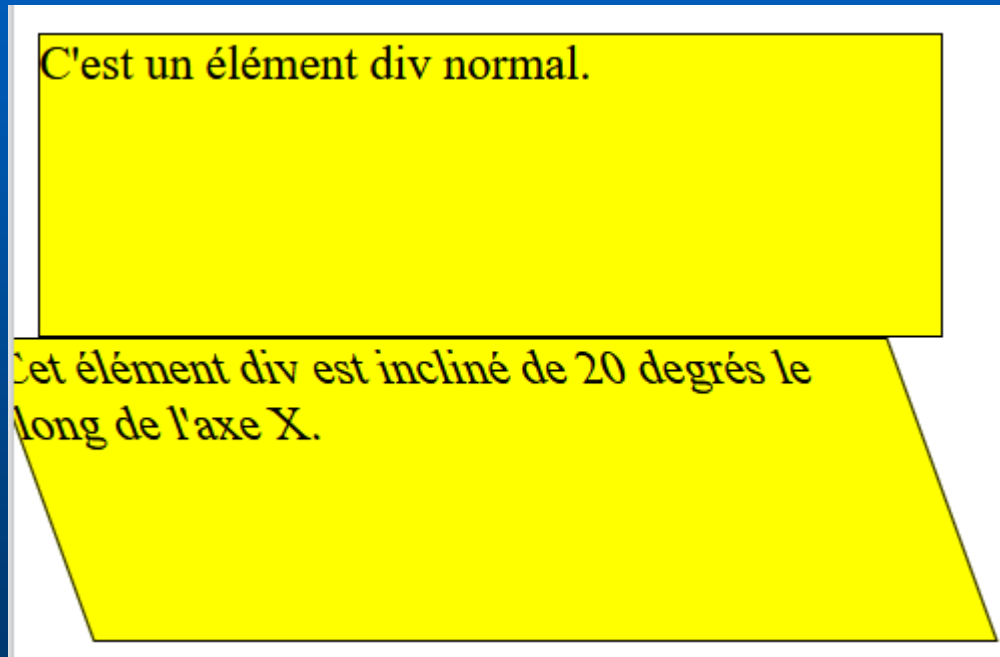 C'est un élément div normal.
Cet élément div est incliné de 20 degrés le
long de l'axe X.